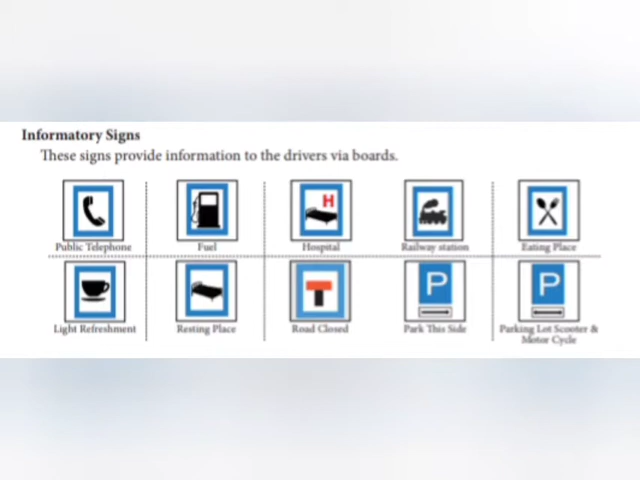 Informatory Signs
These signs provide information to the drivers via boards.
H
Public Telephone Fuel Hospital Railway station Eating Place
P P
Light Refreshment Resting Place Road Closed Park This Side Parking Lot Scooter &
Motor Cycle